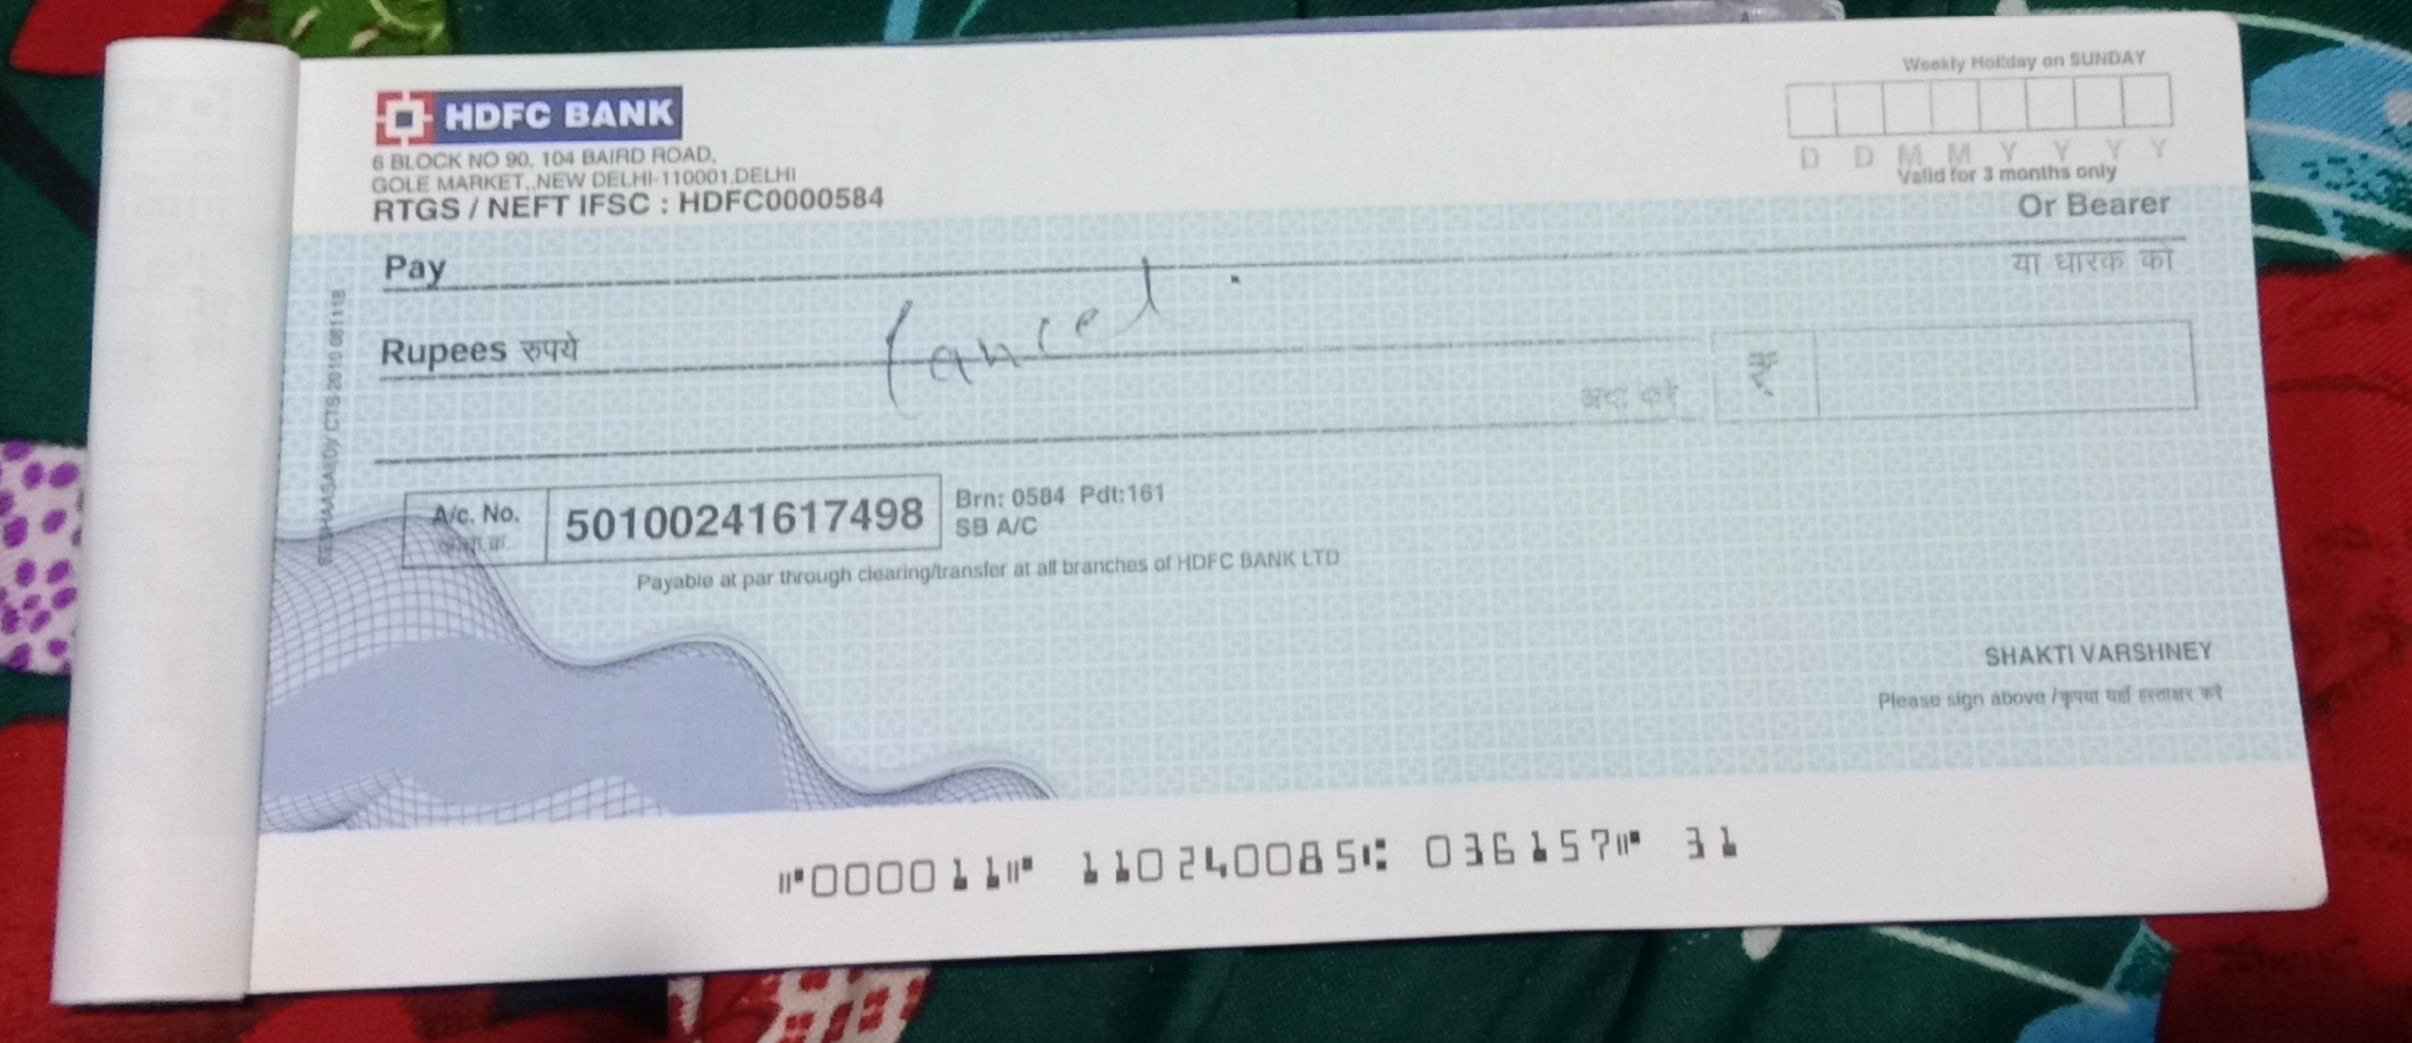 HDFC BANK
6 BLOCK NO 90, 104 BAIRD ROAD,
GOLE MARKET,,NEW DELHI-110001,DELHI
RTGS / NEFT IFSC : HDFC0000584
Weekly Holiday on SUNDAY
D D M M Y Y Y Y
Valid for 3 months only
Or Bearer
या धारक को
Pay
Rupees रुपये
Cancel.
अदा करें
₹
A/c. No.
50100241617498
Brn: 0584 Pdt:161
SB A/C
Payable at par through clearing/transfer at all branches of HDFC BANK LTD
SHAKTI VARSHNEY
Please sign above / कृपया यहाँ हस्ताक्षर करें
⑈000011⑈ 110240085⑆ 036157⑈ 31
CTS-2010 061118